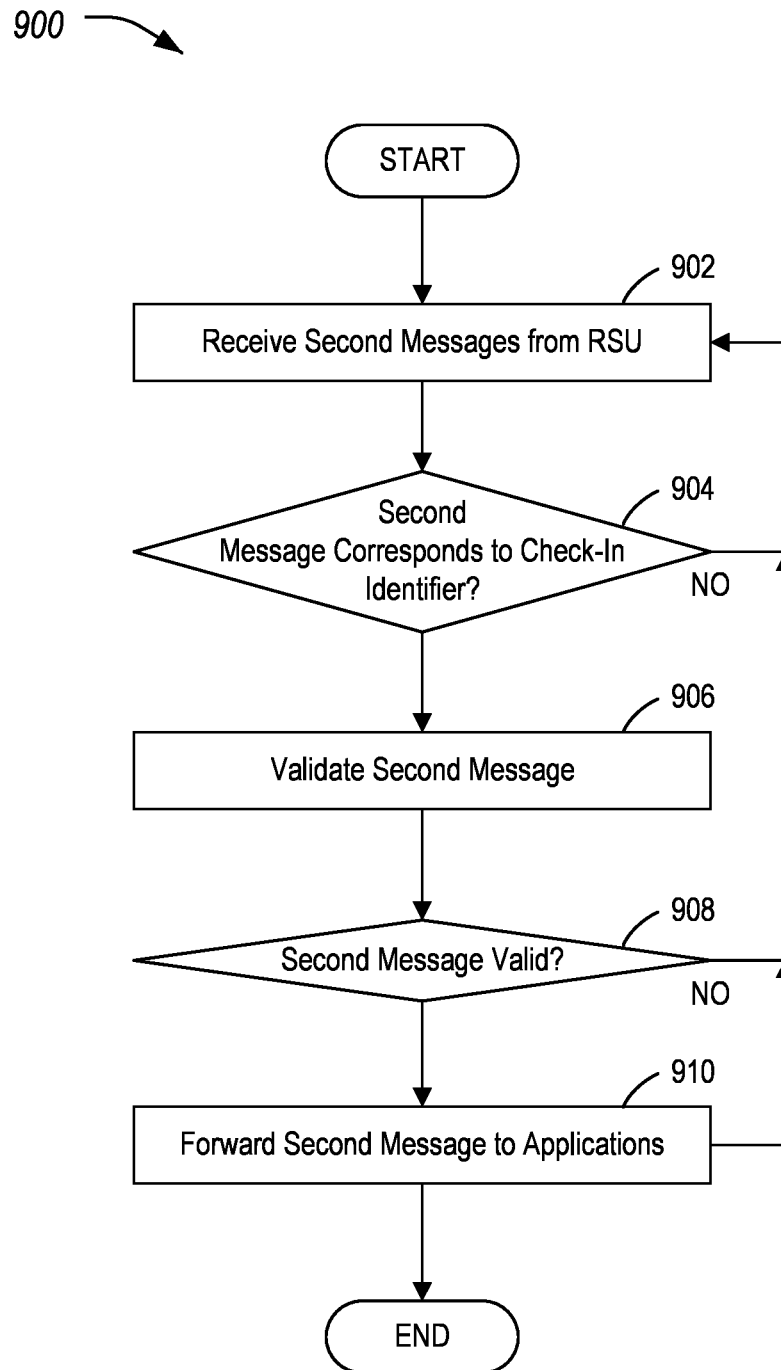 900
START
902
Receive Second Messages from RSU
904
Second
Message Corresponds to Check-In
Identifier?
NO
906
Validate Second Message
908
Second Message Valid?
NO
910
Forward Second Message to Applications
END